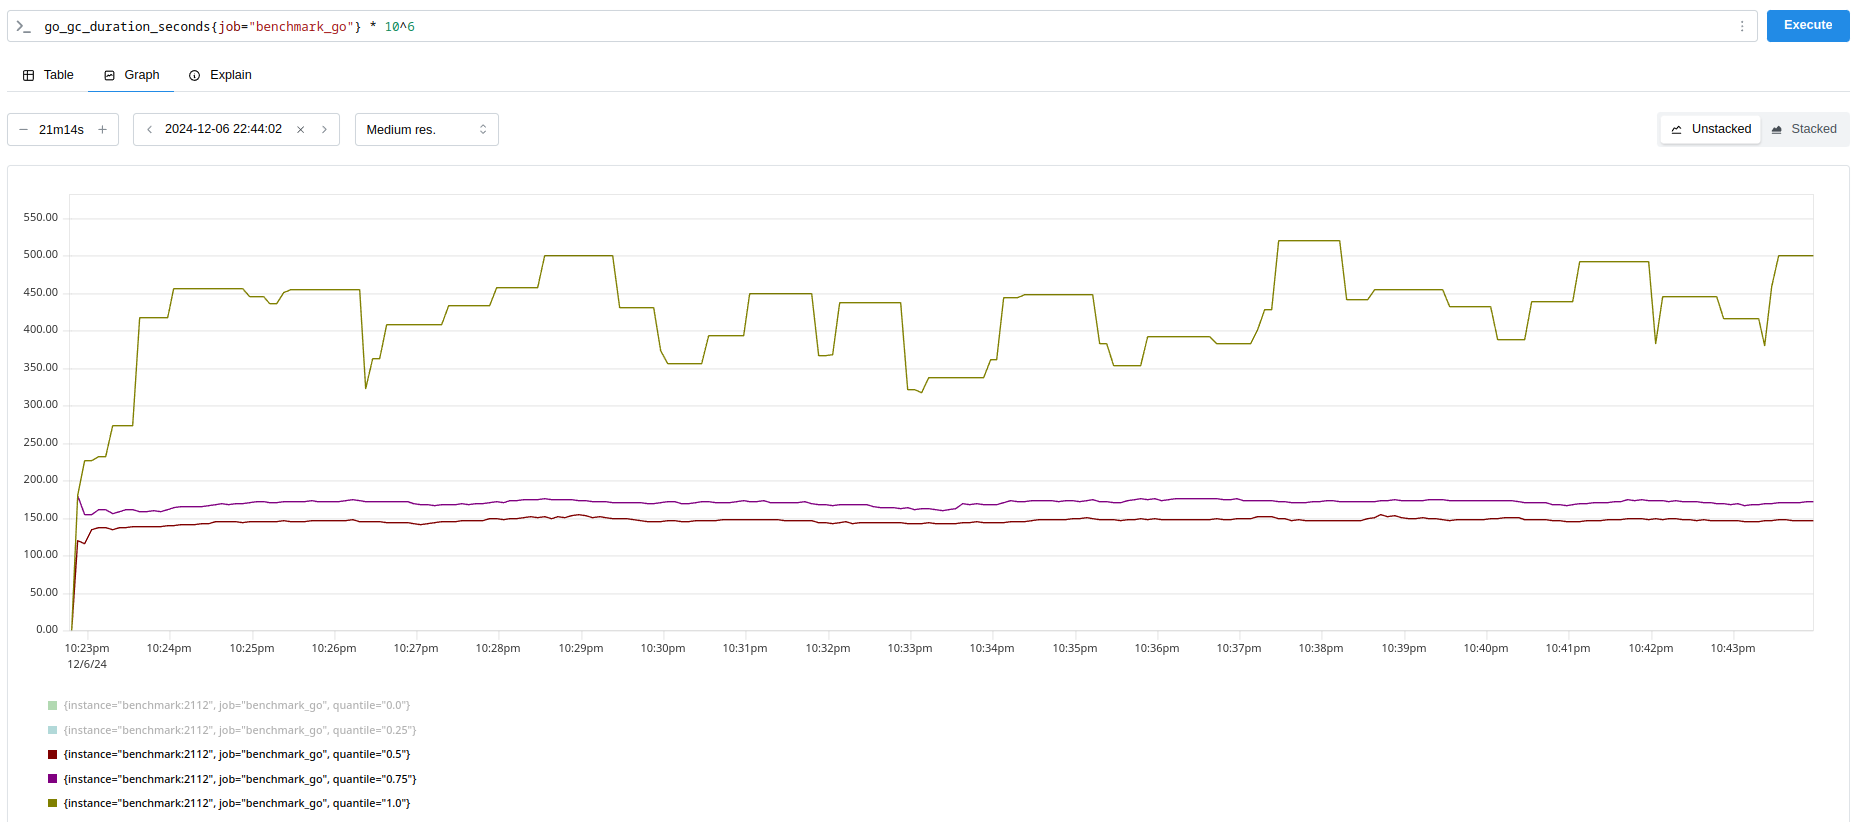 go_gc_duration_seconds{job="benchmark_go"} * 10^6
Execute
Table Graph Explain
21m14s 2024-12-06 22:44:02 Medium res. Unstacked Stacked
550.00
500.00
450.00
400.00
350.00
300.00
250.00
200.00
150.00
100.00
50.00
0.00
10:23pm 10:24pm 10:25pm 10:26pm 10:27pm 10:28pm 10:29pm 10:30pm 10:31pm 10:32pm 10:33pm 10:34pm 10:35pm 10:36pm 10:37pm 10:38pm 10:39pm 10:40pm 10:41pm 10:42pm 10:43pm
12/6/24
{instance="benchmark:2112", job="benchmark_go", quantile="0.0"}
{instance="benchmark:2112", job="benchmark_go", quantile="0.25"}
{instance="benchmark:2112", job="benchmark_go", quantile="0.5"}
{instance="benchmark:2112", job="benchmark_go", quantile="0.75"}
{instance="benchmark:2112", job="benchmark_go", quantile="1.0"}